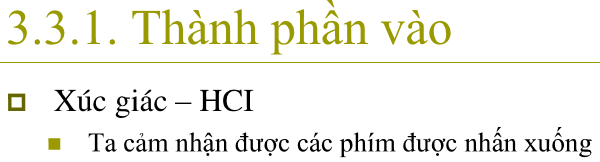 3.3.1. Thành phần vào
Xúc giác – HCI
Ta cảm nhận được các phím được nhấn xuống